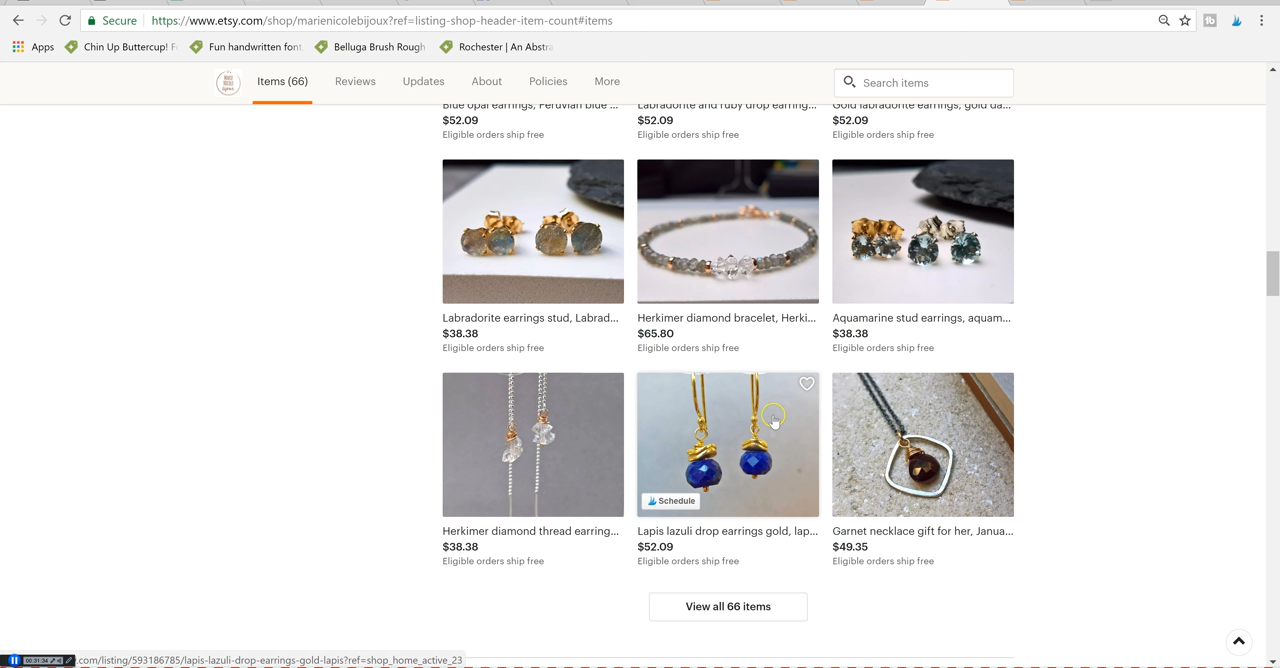 Secure
https://www.etsy.com/shop/marienicolebijoux?ref=listing-shop-header-item-count#items
Apps Chin Up Buttercup! F Fun handwritten font Belluga Brush Rough Rochester | An Abstra
Items (66) Reviews Updates About Policies More Search items
Blue opal earrings, Peruvian blue ... Labradorite and ruby drop earring... Gold labradorite earrings, gold da...
$52.09 $52.09 $52.09
Eligible orders ship free Eligible orders ship free Eligible orders ship free
Labradorite earrings stud, Labrad... Herkimer diamond bracelet, Herki... Aquamarine stud earrings, aquam...
$38.38 $65.80 $38.38
Eligible orders ship free Eligible orders ship free Eligible orders ship free
Schedule
Herkimer diamond thread earring... Lapis lazuli drop earrings gold, lap... Garnet necklace gift for her, Janua...
$38.38 $52.09 $49.35
Eligible orders ship free Eligible orders ship free Eligible orders ship free
View all 66 items
00:31:34 .com/listing/593186785/lapis-lazuli-drop-earrings-gold-lapis?ref=shop_home_active_23